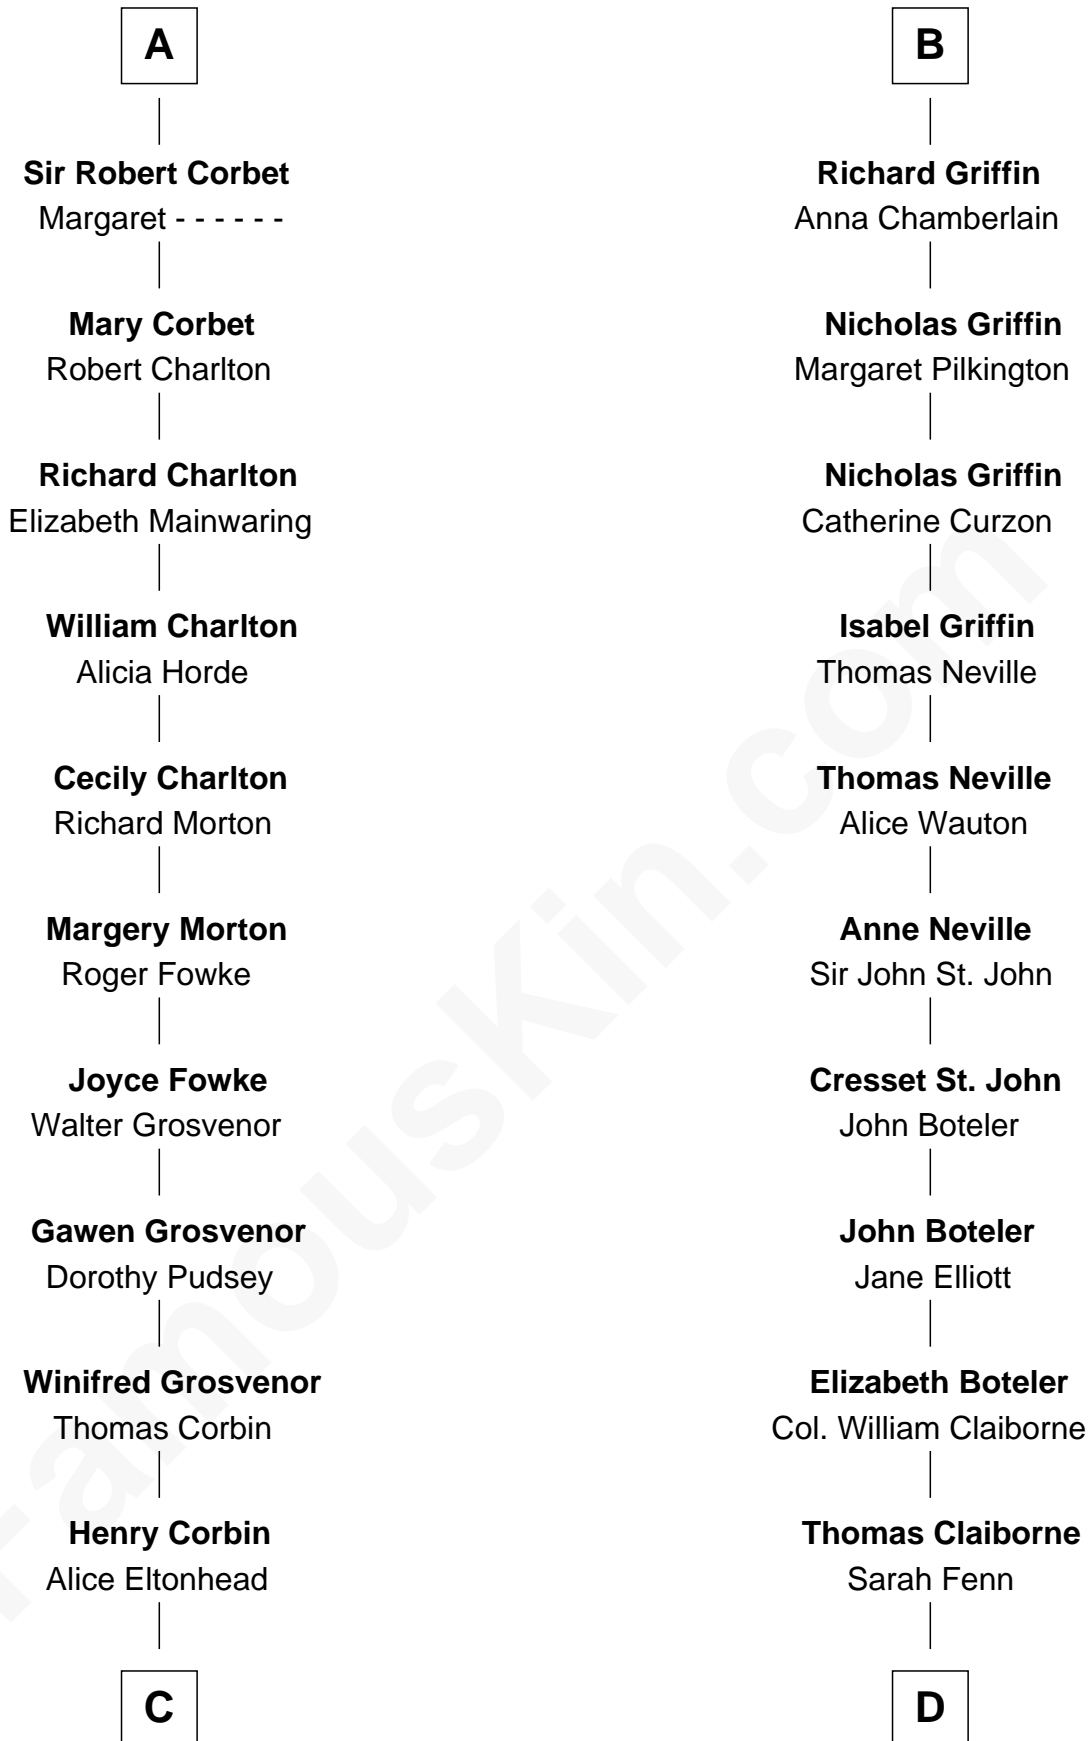 A
Sir Robert Corbet
Margaret - - - - - -
Mary Corbet
Robert Charlton
Richard Charlton
Elizabeth Mainwaring
William Charlton
Alicia Horde
Cecily Charlton
Richard Morton
Margery Morton
Roger Fowke
Joyce Fowke
Walter Grosvenor
Gawen Grosvenor
Dorothy Pudsey
Winifred Grosvenor
Thomas Corbin
Henry Corbin
Alice Eltonhead
C
B
Richard Griffin
Anna Chamberlain
Nicholas Griffin
Margaret Pilkington
Nicholas Griffin
Catherine Curzon
Isabel Griffin
Thomas Neville
Thomas Neville
Alice Wauton
Anne Neville
Sir John St. John
Cresset St. John
John Boteler
John Boteler
Jane Elliott
Elizabeth Boteler
Col. William Claiborne
Thomas Claiborne
Sarah Fenn
D
FamousKin.com